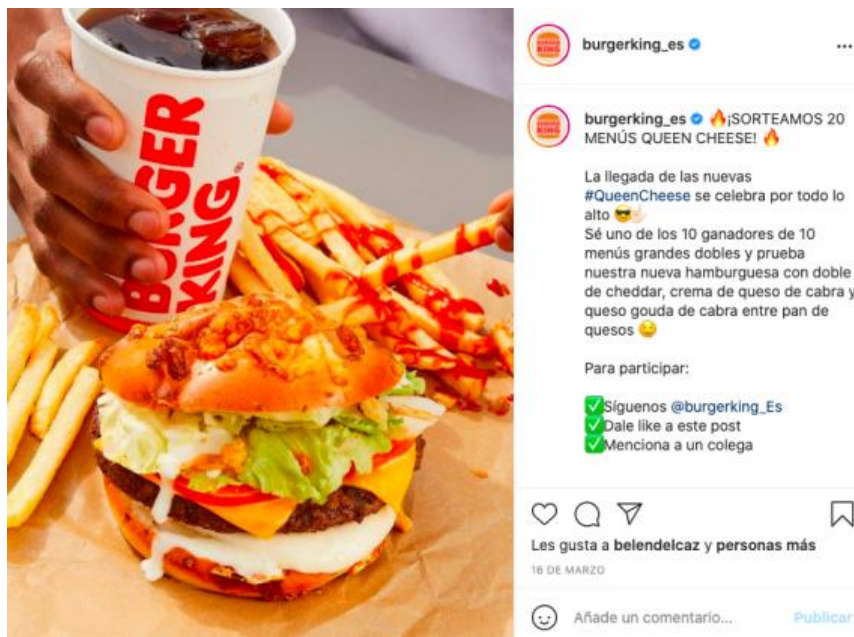 BURGER
KING®
burgerking_es
burgerking_es 🔥¡SORTEAMOS 20
MENÚS QUEEN CHEESE! 🔥
La llegada de las nuevas
#QueenCheese se celebra por todo lo
alto 😎🤙🏻
Sé uno de los 10 ganadores de 10
menús grandes dobles y prueba
nuestra nueva hamburguesa con doble
de cheddar, crema de queso de cabra y
queso gouda de cabra entre pan de
quesos 😋
Para participar:
✅Síguenos @burgerking_Es
✅Dale like a este post
✅Menciona a un colega
Les gusta a belendelcaz y personas más
16 DE MARZO
Añade un comentario...
Publicar